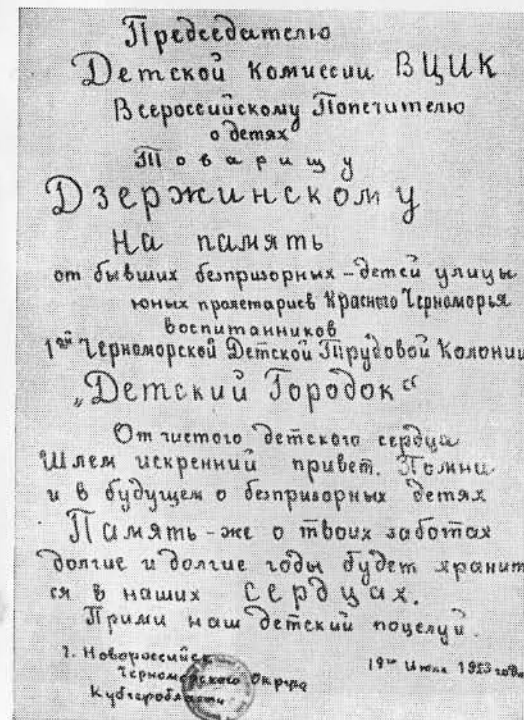 Председателю
Детской Комиссии ВЦИК
Всероссийскому Попечителю
о детях
Товарищу
Дзержинскому
На память
от бывших безпризорных - детей улицы
юных пролетариев Красного Черноморья
воспитанников
1ой Черноморской Детской Трудовой Колонии
„Детский Городок“
От чистого детского сердца
Шлем искренний привет. Помни
и в будущем о безпризорных детях
Память - же о твоих заботах
долгие и долгие годы будет хранит
ся в наших сердцах.
Прими наш детский поцелуй.
г. Новороссийск
Черноморского Округа
Кубчеробласти
19го 1923 года